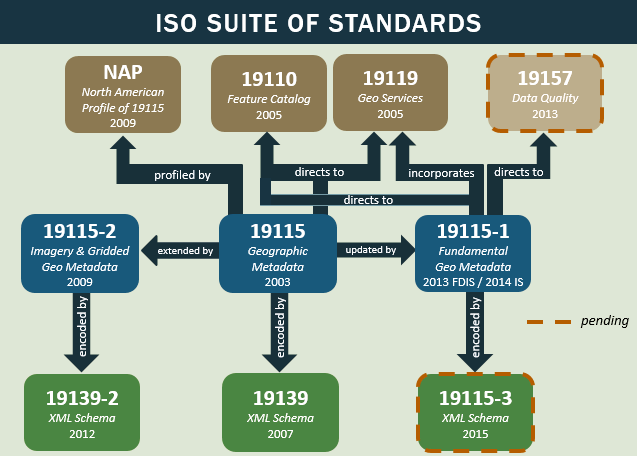 ISO SUITE OF STANDARDS
NAP
North American
Profile of 19115
2009
19110
Feature Catalog
2005
19119
Geo Services
2005
19157
Data Quality
2013
profiled by
directs to
incorporates
directs to
directs to
19115-2
Imagery & Gridded
Geo Metadata
2009
extended by
19115
Geographic
Metadata
2003
updated by
19115-1
Fundamental
Geo Metadata
2013 FDIS / 2014 IS
encoded by
encoded by
encoded by
pending
19139-2
XML Schema
2012
19139
XML Schema
2007
19115-3
XML Schema
2015